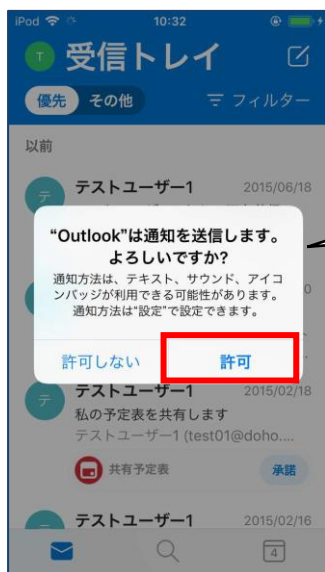 iPod 10:32
T 受信トレイ
優先 その他 フィルター
以前
テ テストユーザー1 2015/06/18
"Outlook"は通知を送信します。
よろしいですか?
通知方法は、テキスト、サウンド、アイコ
ンバッジが利用できる可能性があります。
通知方法は"設定"で設定できます。
許可しない 許可
テ テストユーザー1 2015/02/18
私の予定表を共有します
テストユーザー1 (test01@doho....
共有予定表 承諾
テストユーザー1 2015/02/16
4